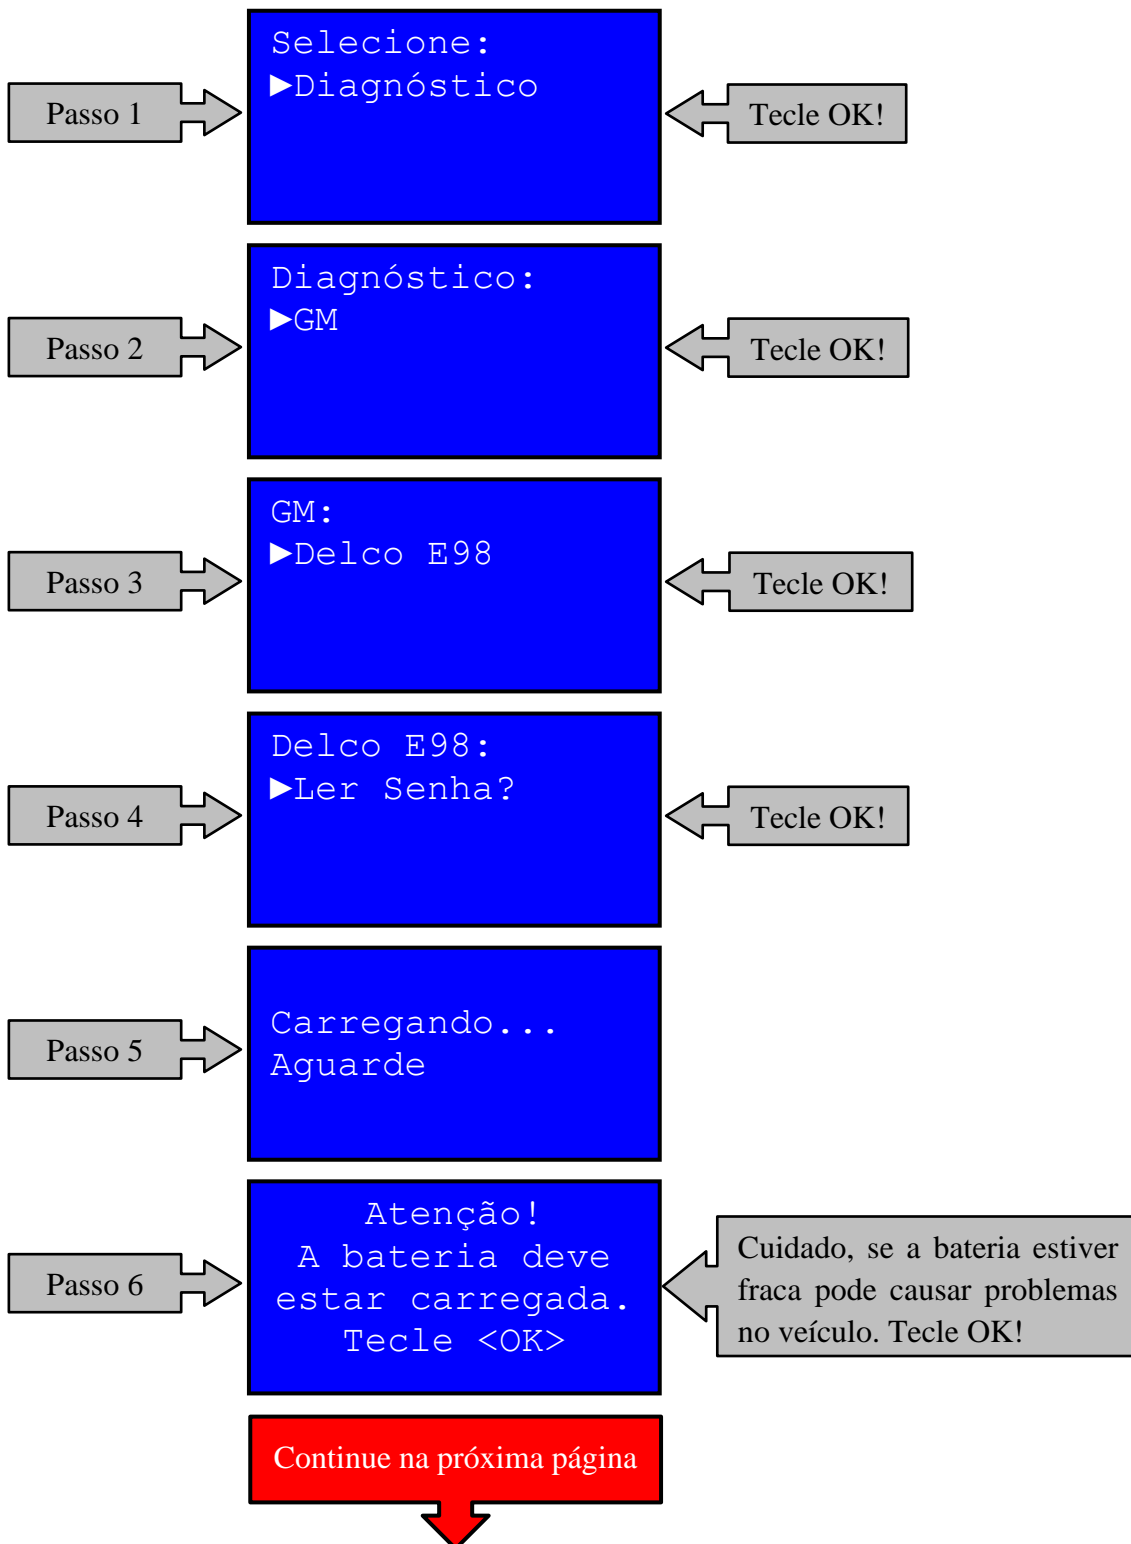 Selecione:
►Diagnóstico
Passo 1
Tecle OK!
Diagnóstico:
►GM
Passo 2
Tecle OK!
GM:
►Delco E98
Passo 3
Tecle OK!
Delco E98:
►Ler Senha?
Passo 4
Tecle OK!
Carregando...
Aguarde
Passo 5
Atenção!
A bateria deve
estar carregada.
Tecle <OK>
Passo 6
Cuidado, se a bateria estiver
fraca pode causar problemas
no veículo. Tecle OK!
Continue na próxima página